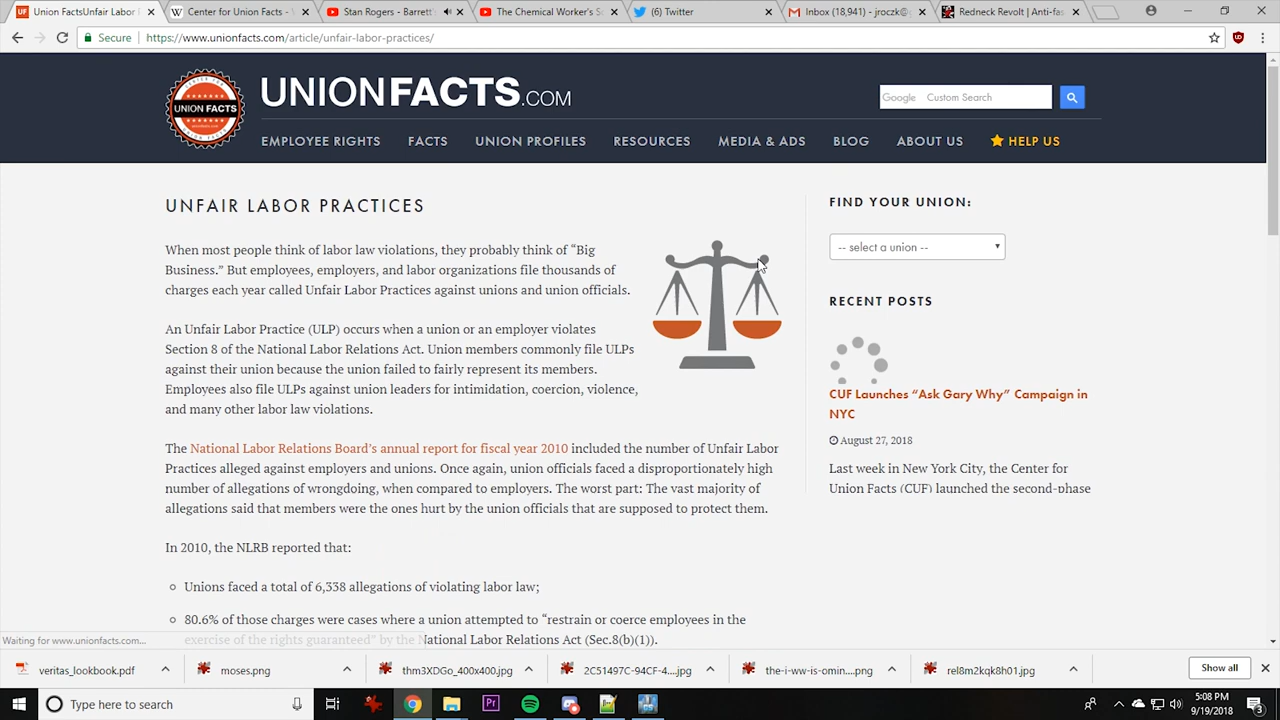 Union FactsUnfair Labor
Center for Union Facts -
Stan Rogers - Barrett's
The Chemical Worker's So
(6) Twitter
Inbox (18,941) - jroczk@
Redneck Revolt | Anti-fas
Secure
https://www.unionfacts.com/article/unfair-labor-practices/
UNION FACTS
UNIONFACTS.COM
Google Custom Search
EMPLOYEE RIGHTS
FACTS
UNION PROFILES
RESOURCES
MEDIA & ADS
BLOG
ABOUT US
HELP US
UNFAIR LABOR PRACTICES
When most people think of labor law violations, they probably think of “Big
Business.” But employees, employers, and labor organizations file thousands of
charges each year called Unfair Labor Practices against unions and union officials.
An Unfair Labor Practice (ULP) occurs when a union or an employer violates
Section 8 of the National Labor Relations Act. Union members commonly file ULPs
against their union because the union failed to fairly represent its members.
Employees also file ULPs against union leaders for intimidation, coercion, violence,
and many other labor law violations.
The National Labor Relations Board’s annual report for fiscal year 2010 included the number of Unfair Labor
Practices alleged against employers and unions. Once again, union officials faced a disproportionately high
number of allegations of wrongdoing, when compared to employers. The worst part: The vast majority of
allegations said that members were the ones hurt by the union officials that are supposed to protect them.
In 2010, the NLRB reported that:
Unions faced a total of 6,338 allegations of violating labor law;
80.6% of those charges were cases where a union attempted to “restrain or coerce employees in the
exercise of the rights guaranteed” by the National Labor Relations Act (Sec.8(b)(1)).
FIND YOUR UNION:
-- select a union --
RECENT POSTS
CUF Launches “Ask Gary Why” Campaign in
NYC
August 27, 2018
Last week in New York City, the Center for
Union Facts (CUF) launched the second-phase
Waiting for www.unionfacts.com...
veritas_lookbook.pdf
moses.png
thm3XDGo_400x400.jpg
2C51497C-94CF-4....jpg
the-i-ww-is-omin....png
rel8m2kqk8h01.jpg
Show all
Type here to search
5:08 PM
9/19/2018
3